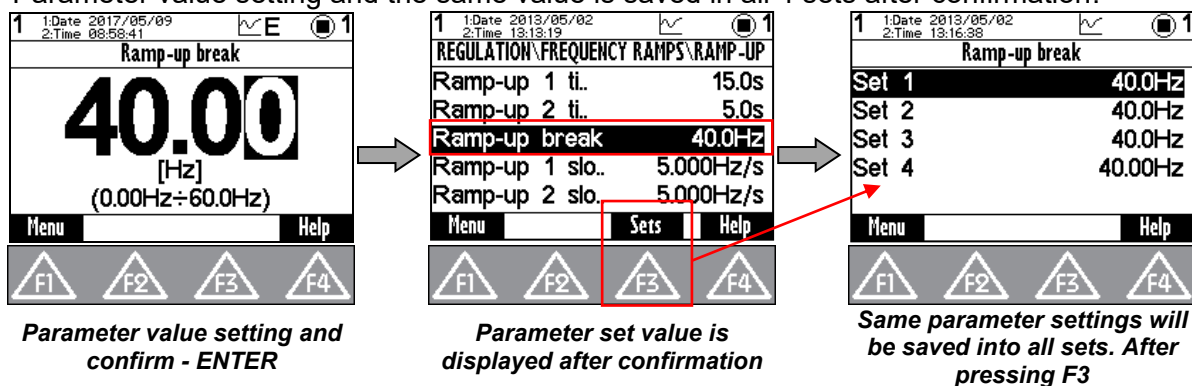 Parameter value setting and the same value is saved in all 4 sets after confirmation.
1 1:Date 2017/05/09 E 1
2:Time 08:58:41
Ramp-up break
40.00
[Hz]
(0.00Hz÷60.0Hz)
Menu Help
F1 F2 F3 F4
Parameter value setting and
confirm - ENTER
1 1:Date 2013/05/02 1
2:Time 13:13:19
REGULATION\FREQUENCY RAMPS\RAMP-UP
Ramp-up 1 ti.. 15.0s
Ramp-up 2 ti.. 5.0s
Ramp-up break 40.0Hz
Ramp-up 1 slo.. 5.000Hz/s
Ramp-up 2 slo.. 5.000Hz/s
Menu Sets Help
F1 F2 F3 F4
Parameter set value is
displayed after confirmation
1 1:Date 2013/05/02 1
2:Time 13:16:38
Ramp-up break
Set 1 40.0Hz
Set 2 40.0Hz
Set 3 40.0Hz
Set 4 40.00Hz
Menu Help
F1 F2 F3 F4
Same parameter settings will
be saved into all sets. After
pressing F3